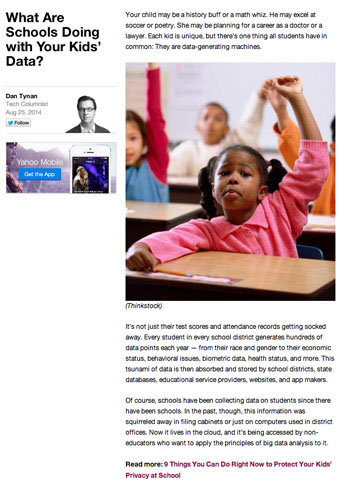 What Are
Schools Doing
with Your Kids'
Data?
Dan Tynan
Tech Columnist
Aug 25, 2014
Follow
Yahoo Mobile
Get the App
Your child may be a history buff or a math whiz. He may excel at
soccer or poetry. She may be planning for a career as a doctor or a
lawyer. Each kid is unique, but there's one thing all students have in
common: They are data-generating machines.
(Thinkstock)
It's not just their test scores and attendance records getting socked
away. Every student in every school district generates hundreds of
data points each year — from their race and gender to their economic
status, behavioral issues, biometric data, health status, and more. This
tsunami of data is then absorbed and stored by school districts, state
databases, educational service providers, websites, and app makers.
Of course, schools have been collecting data on students since there
have been schools. In the past, though, this information was
squirreled away in filing cabinets or just on computers used in district
offices. Now it lives in the cloud, and it's being accessed by non-
educators who want to apply the principles of big data analysis to it.
Read more: 9 Things You Can Do Right Now to Protect Your Kids'
Privacy at School